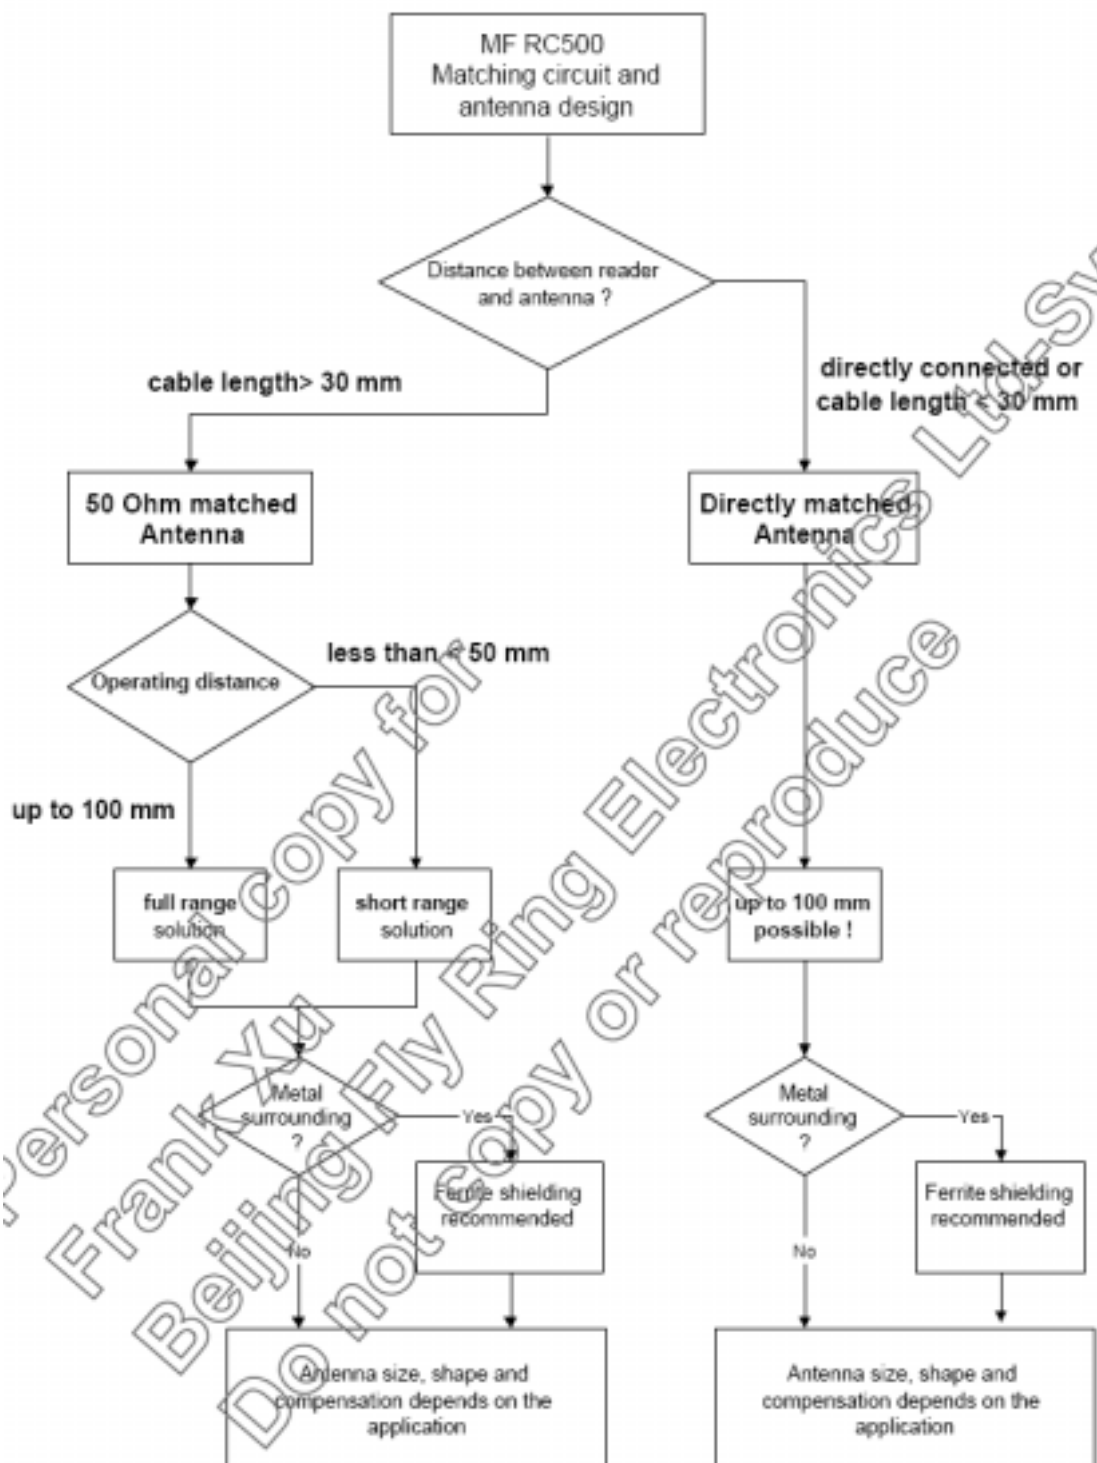 MF RC500
Matching circuit and
antenna design
Distance between reader
and antenna ?
cable length> 30 mm
directly connected or
cable length < 30 mm
50 Ohm matched
Antenna
Directly matched
Antenna
Operating distance
less than < 50 mm
up to 100 mm
full range
solution
short range
solution
up to 100 mm
possible !
Metal
surrounding
?
Yes
No
Ferrite shielding
recommended
Antenna size, shape and
compensation depends on the
application
Metal
surrounding
?
Yes
No
Ferrite shielding
recommended
Antenna size, shape and
compensation depends on the
application
Personal copy for
Frank Xu
Beijing Fly Ring Electronics Ltd-Sw
Do not copy or reproduce